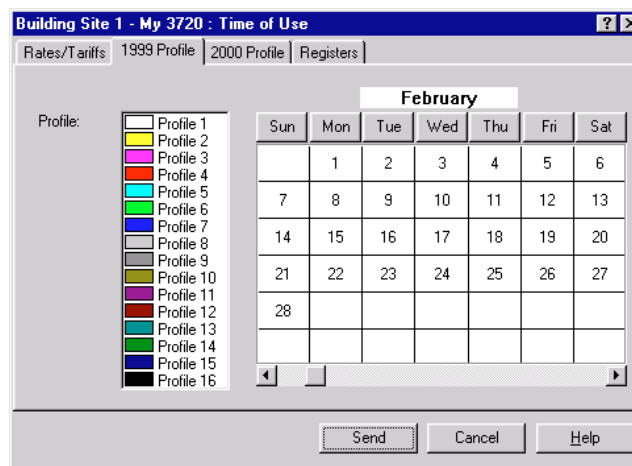 Building Site 1 - My 3720 : Time of Use
Rates/Tariffs 1999 Profile 2000 Profile Registers
February
Profile:
Profile 1
Profile 2
Profile 3
Profile 4
Profile 5
Profile 6
Profile 7
Profile 8
Profile 9
Profile 10
Profile 11
Profile 12
Profile 13
Profile 14
Profile 15
Profile 16
Sun Mon Tue Wed Thu Fri Sat
1 2 3 4 5 6
7 8 9 10 11 12 13
14 15 16 17 18 19 20
21 22 23 24 25 26 27
28
Send Cancel Help